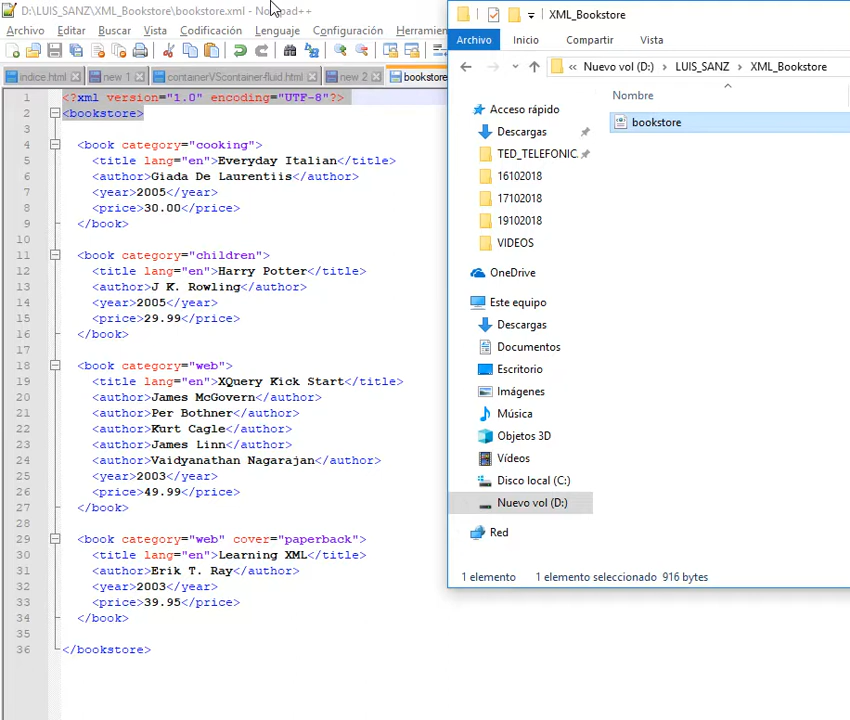 D:\LUIS_SANZ\XML_Bookstore\bookstore.xml - Notepad++
Archivo Editar Buscar Vista Codificación Lenguaje Configuración Herramien
indice.html new 1 containerVScontainer-fluid.html new 2 bookstore
1 <?xml version="1.0" encoding="UTF-8"?>
2 <bookstore>
3
4 <book category="cooking">
5 <title lang="en">Everyday Italian</title>
6 <author>Giada De Laurentiis</author>
7 <year>2005</year>
8 <price>30.00</price>
9 </book>
10
11 <book category="children">
12 <title lang="en">Harry Potter</title>
13 <author>J K. Rowling</author>
14 <year>2005</year>
15 <price>29.99</price>
16 </book>
17
18 <book category="web">
19 <title lang="en">XQuery Kick Start</title>
20 <author>James McGovern</author>
21 <author>Per Bothner</author>
22 <author>Kurt Cagle</author>
23 <author>James Linn</author>
24 <author>Vaidyanathan Nagarajan</author>
25 <year>2003</year>
26 <price>49.99</price>
27 </book>
28
29 <book category="web" cover="paperback">
30 <title lang="en">Learning XML</title>
31 <author>Erik T. Ray</author>
32 <year>2003</year>
33 <price>39.95</price>
34 </book>
35
36 </bookstore>
XML_Bookstore
Archivo Inicio Compartir Vista
« Nuevo vol (D:) > LUIS_SANZ > XML_Bookstore
Nombre
bookstore
Acceso rápido
Descargas
TED_TELEFONIC
16102018
17102018
19102018
VIDEOS
OneDrive
Este equipo
Descargas
Documentos
Escritorio
Imágenes
Música
Objetos 3D
Vídeos
Disco local (C:)
Nuevo vol (D:)
Red
1 elemento 1 elemento seleccionado 916 bytes